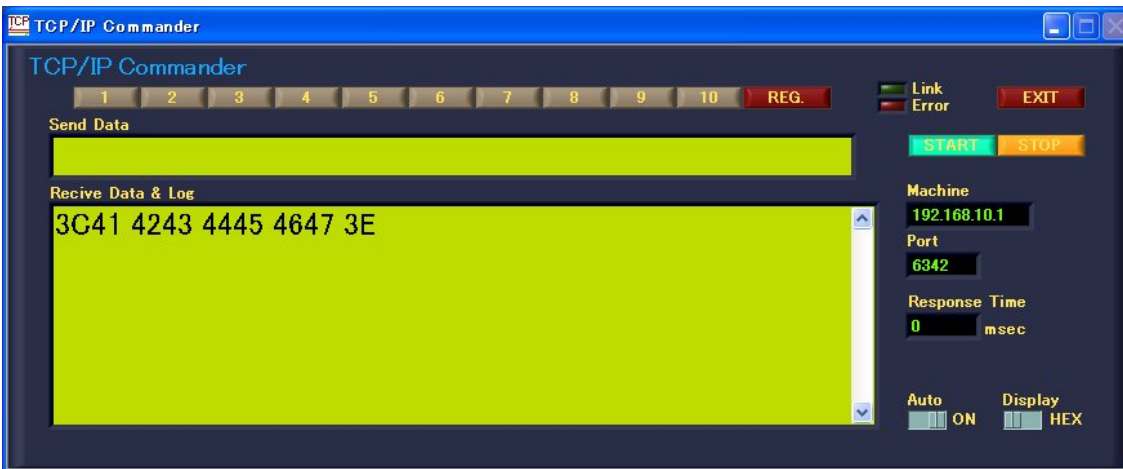 TCP TCP/IP Commander
TCP/IP Commander
1 2 3 4 5 6 7 8 9 10 REG. Link EXIT
Error
Send Data
START STOP
Recive Data & Log
3C41 4243 4445 4647 3E
Machine
192.168.10.1
Port
6342
Response Time
0 msec
Auto Display
ON HEX